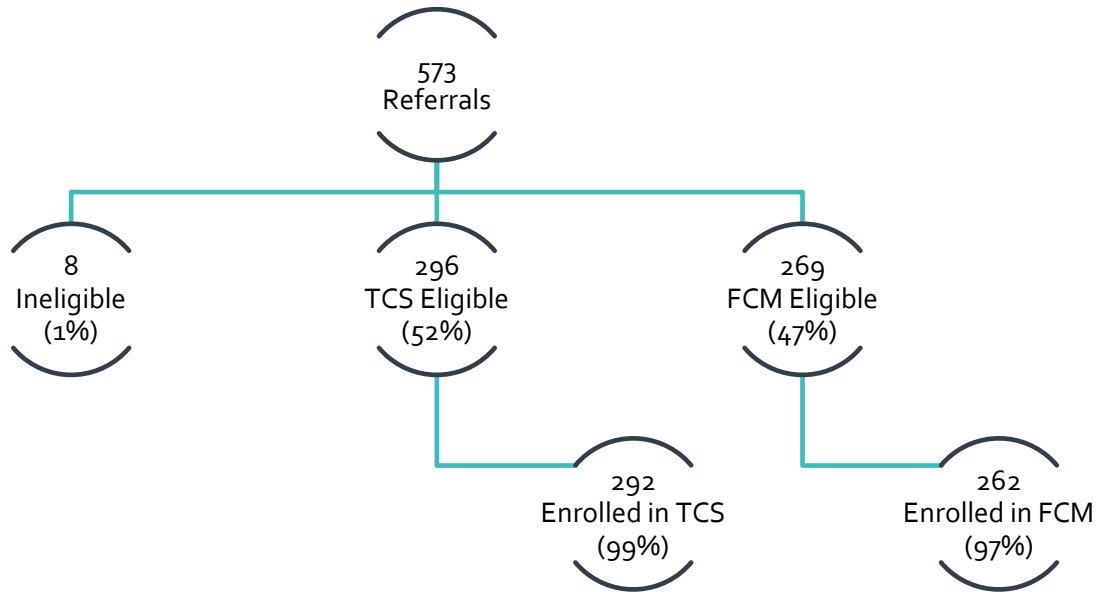 573
Referrals
8
Ineligible
(1%)
296
TCS Eligible
(52%)
269
FCM Eligible
(47%)
292
Enrolled in TCS
(99%)
262
Enrolled in FCM
(97%)